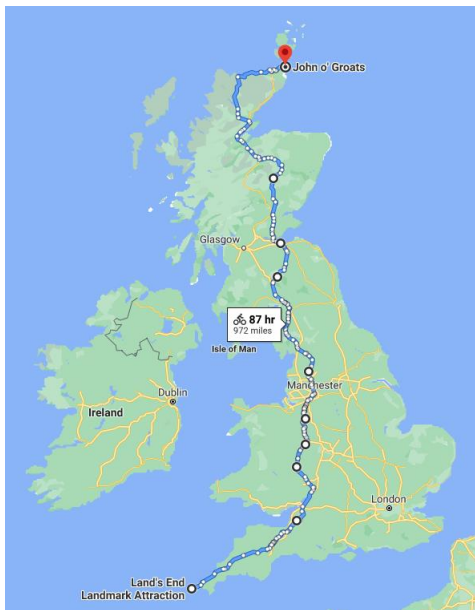 John o' Groats
Glasgow
87 hr
972 miles
Isle of Man
Manchester
Dublin
Ireland
London
Land's End
Landmark Attraction